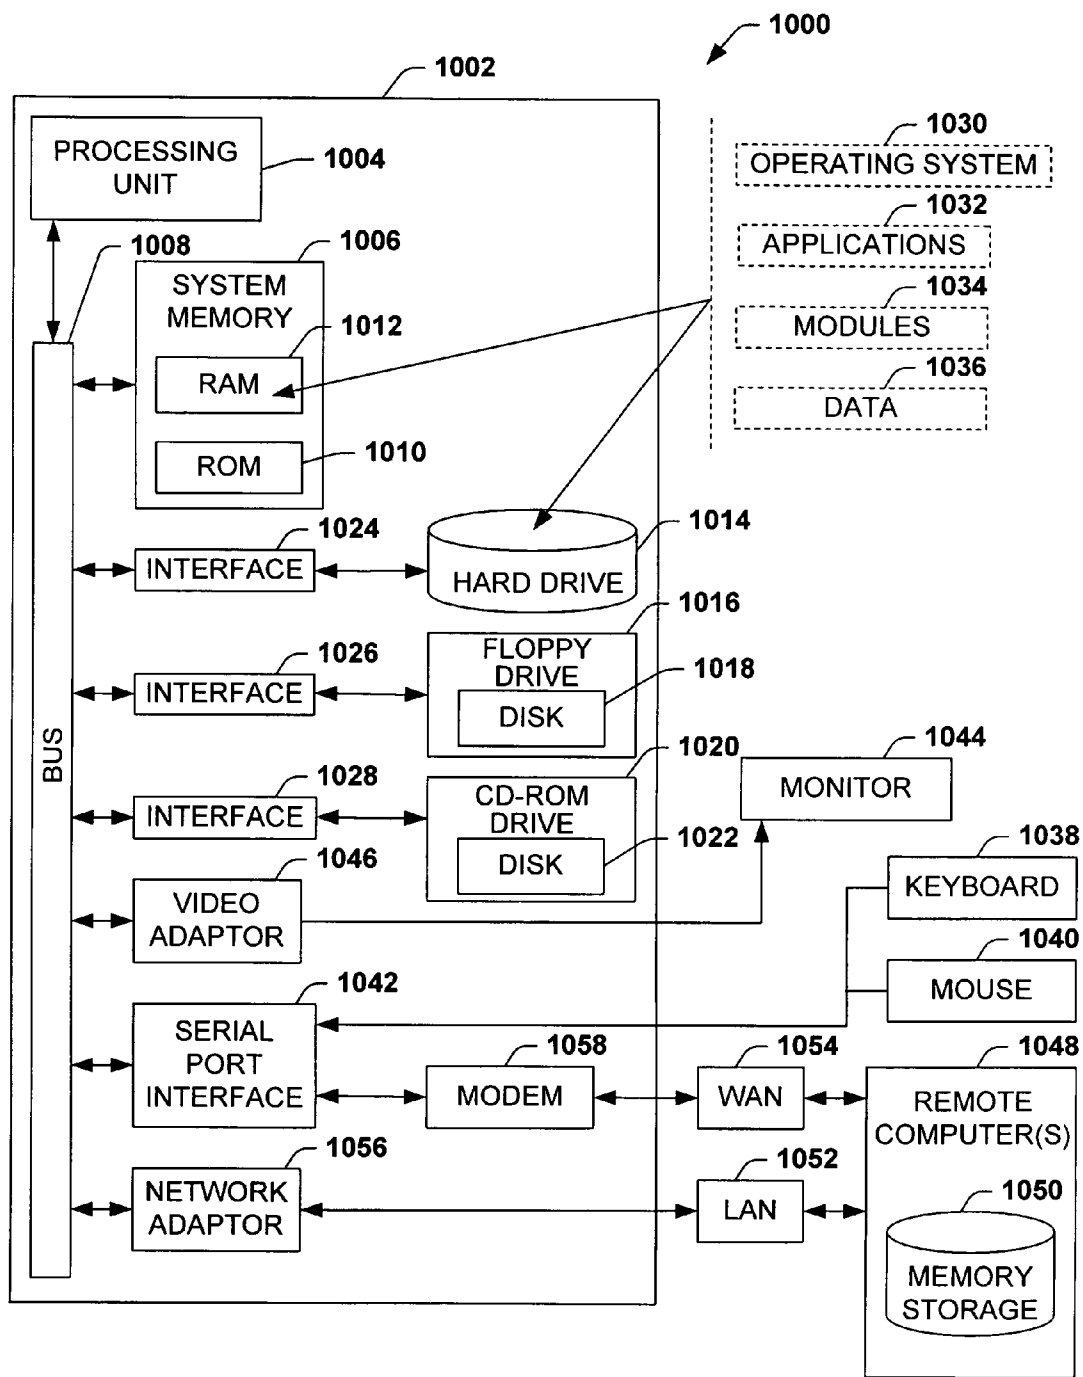 1000
1002
PROCESSING
UNIT
1004
1030
OPERATING SYSTEM
1032
APPLICATIONS
1034
MODULES
1036
DATA
1008
1006
SYSTEM
MEMORY
1012
RAM
ROM
1010
BUS
1024
INTERFACE
1014
HARD DRIVE
1026
INTERFACE
1016
FLOPPY
DRIVE
1018
DISK
1028
INTERFACE
1020
CD-ROM
DRIVE
1022
DISK
1044
MONITOR
1046
VIDEO
ADAPTOR
1038
KEYBOARD
1040
MOUSE
1042
SERIAL
PORT
INTERFACE
1058
MODEM
1054
WAN
1048
REMOTE
COMPUTER(S)
1056
NETWORK
ADAPTOR
1052
LAN
1050
MEMORY
STORAGE